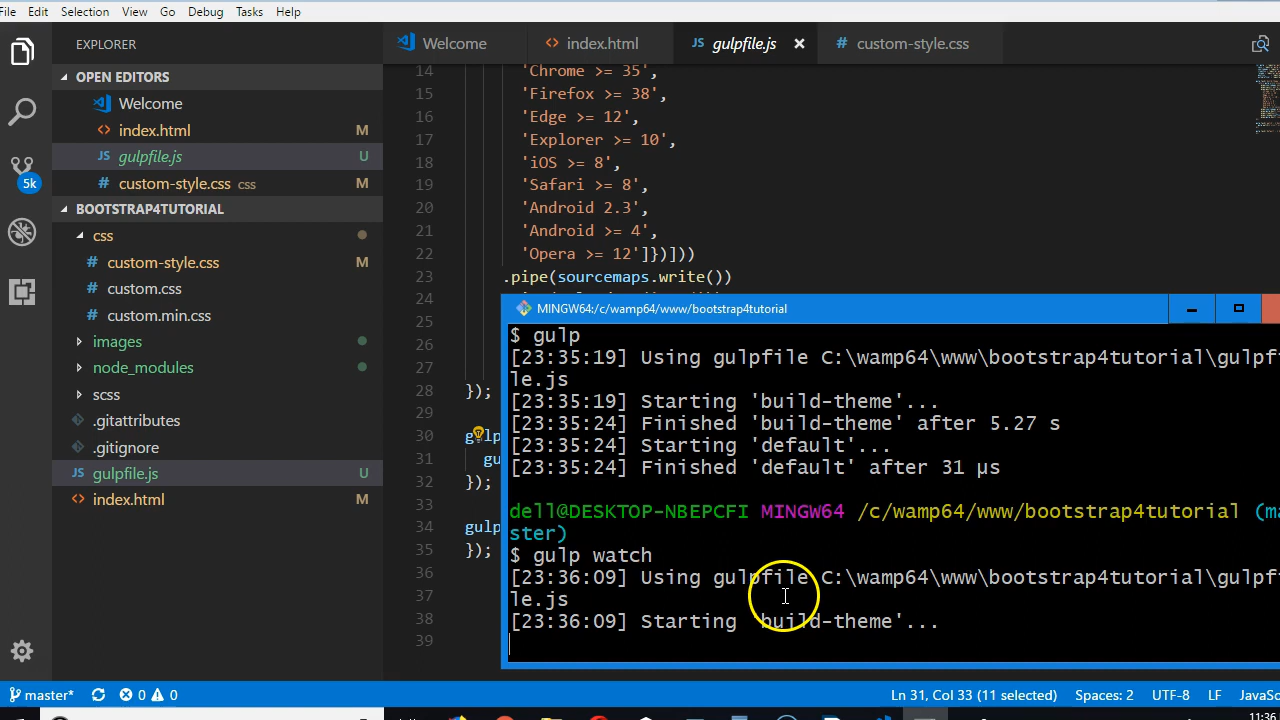 File Edit Selection View Go Debug Tasks Help
EXPLORER
OPEN EDITORS
Welcome
index.html M
gulpfile.js U
custom-style.css css M
BOOTSTRAP4TUTORIAL
css
custom-style.css M
custom.css
custom.min.css
images
node_modules
scss
.gitattributes
.gitignore
gulpfile.js U
index.html M
5k
Welcome index.html gulpfile.js custom-style.css
14 'Chrome >= 35',
15 'Firefox >= 38',
16 'Edge >= 12',
17 'Explorer >= 10',
18 'iOS >= 8',
19 'Safari >= 8',
20 'Android 2.3',
21 'Android >= 4',
22 'Opera >= 12']})]))
23 .pipe(sourcemaps.write())
24
25
26
27
28 });
29
30 gulp
31 gu
32 });
33
34 gulp
35 });
36
37
38
39
MINGW64:/c/wamp64/www/bootstrap4tutorial
$ gulp
[23:35:19] Using gulpfile C:\wamp64\www\bootstrap4tutorial\gulpfi
le.js
[23:35:19] Starting 'build-theme'...
[23:35:24] Finished 'build-theme' after 5.27 s
[23:35:24] Starting 'default'...
[23:35:24] Finished 'default' after 31 μs
dell@DESKTOP-NBEPCFI MINGW64 /c/wamp64/www/bootstrap4tutorial (ma
ster)
$ gulp watch
[23:36:09] Using gulpfile C:\wamp64\www\bootstrap4tutorial\gulpfi
le.js
[23:36:09] Starting 'build-theme'...
master* 0 0 Ln 31, Col 33 (11 selected) Spaces: 2 UTF-8 LF JavaSc
11:36